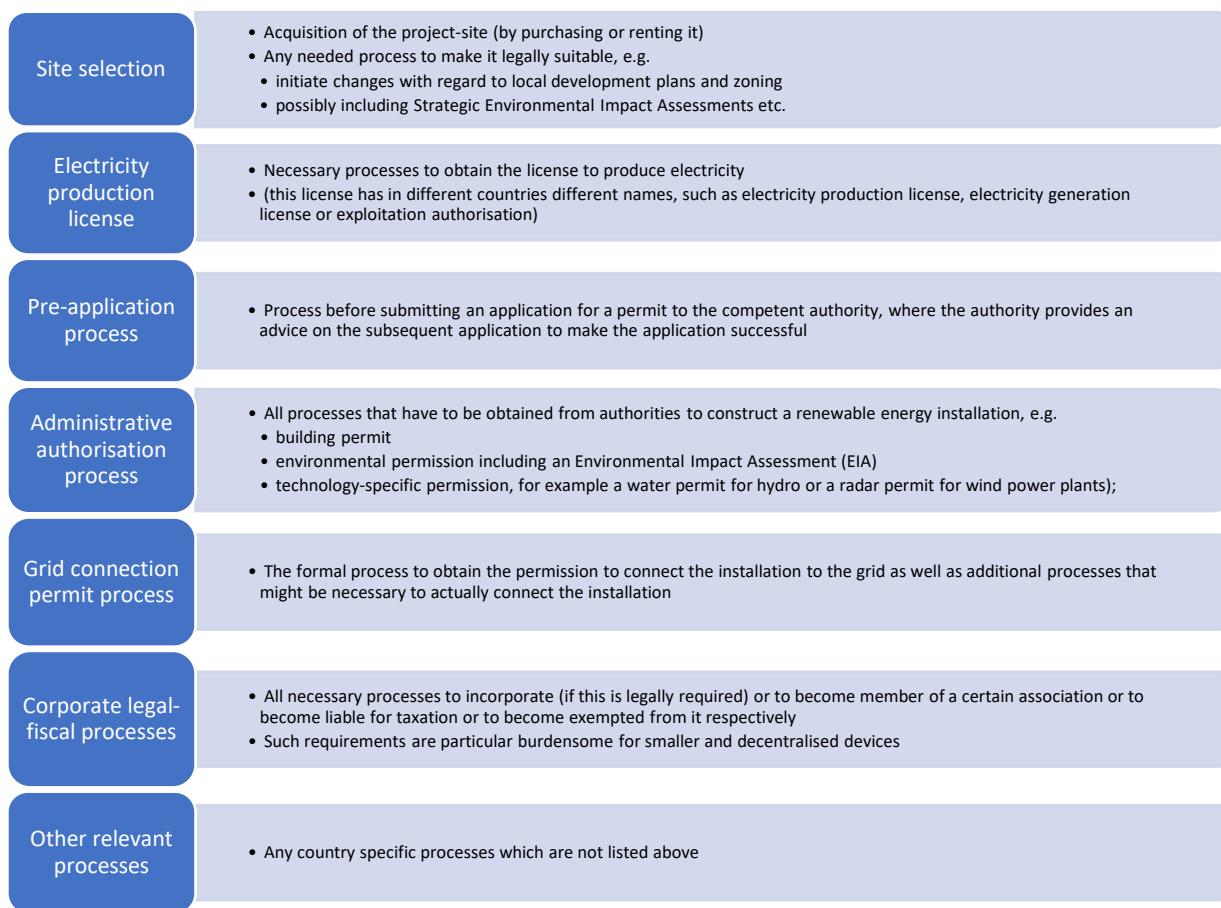 Site selection
• Acquisition of the project-site (by purchasing or renting it)
• Any needed process to make it legally suitable, e.g.
• initiate changes with regard to local development plans and zoning
• possibly including Strategic Environmental Impact Assessments etc.
Electricity
production
license
• Necessary processes to obtain the license to produce electricity
• (this license has in different countries different names, such as electricity production license, electricity generation
license or exploitation authorisation)
Pre-application
process
• Process before submitting an application for a permit to the competent authority, where the authority provides an
advice on the subsequent application to make the application successful
Administrative
authorisation
process
• All processes that have to be obtained from authorities to construct a renewable energy installation, e.g.
• building permit
• environmental permission including an Environmental Impact Assessment (EIA)
• technology-specific permission, for example a water permit for hydro or a radar permit for wind power plants);
Grid connection
permit process
• The formal process to obtain the permission to connect the installation to the grid as well as additional processes that
might be necessary to actually connect the installation
Corporate legal-
fiscal processes
• All necessary processes to incorporate (if this is legally required) or to become member of a certain association or to
become liable for taxation or to become exempted from it respectively
• Such requirements are particular burdensome for smaller and decentralised devices
Other relevant
processes
• Any country specific processes which are not listed above